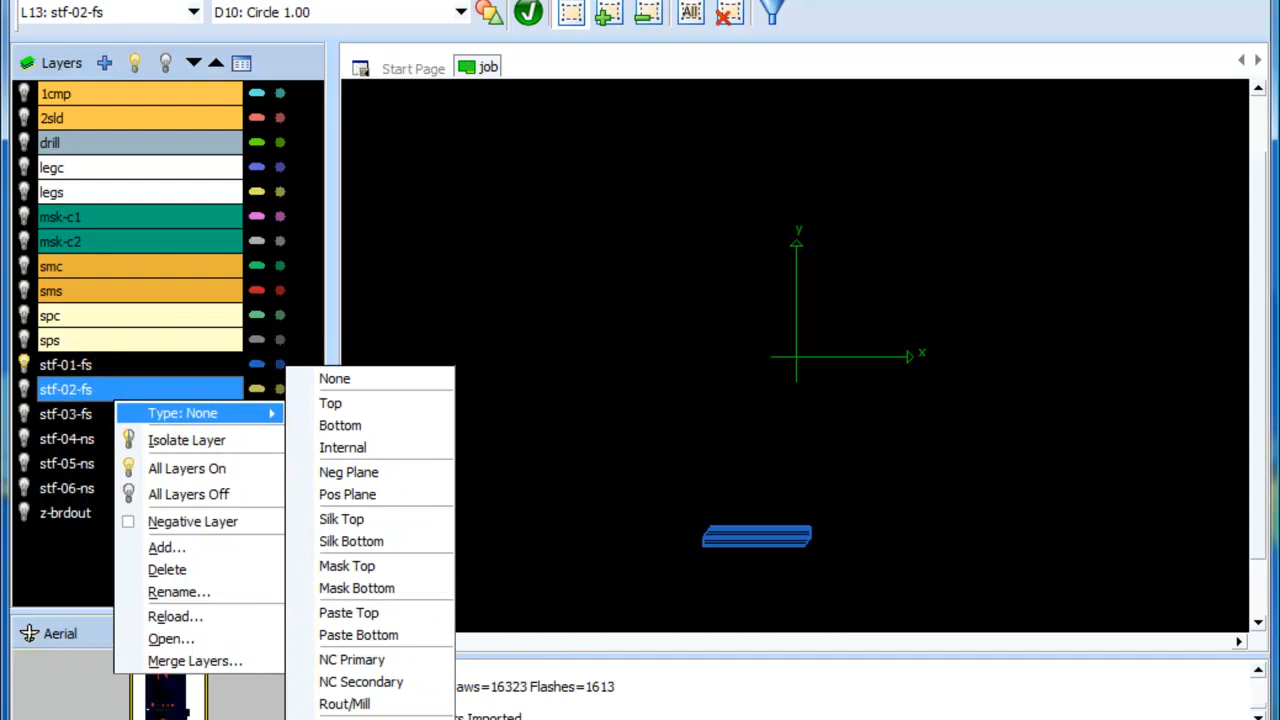 L13: stf-02-fs
D10: Circle 1.00
All
Layers
Start Page
job
1cmp
2sld
drill
legc
legs
msk-c1
msk-c2
smc
sms
spc
sps
stf-01-fs
stf-02-fs
stf-03-fs
stf-04-ns
stf-05-ns
stf-06-ns
z-brdout
Type: None
Isolate Layer
All Layers On
All Layers Off
Negative Layer
Add...
Delete
Rename...
Reload...
Open...
Merge Layers...
None
Top
Bottom
Internal
Neg Plane
Pos Plane
Silk Top
Silk Bottom
Mask Top
Mask Bottom
Paste Top
Paste Bottom
NC Primary
NC Secondary
Rout/Mill
y
x
Aerial
aws=16323 Flashes=1613
s Imported